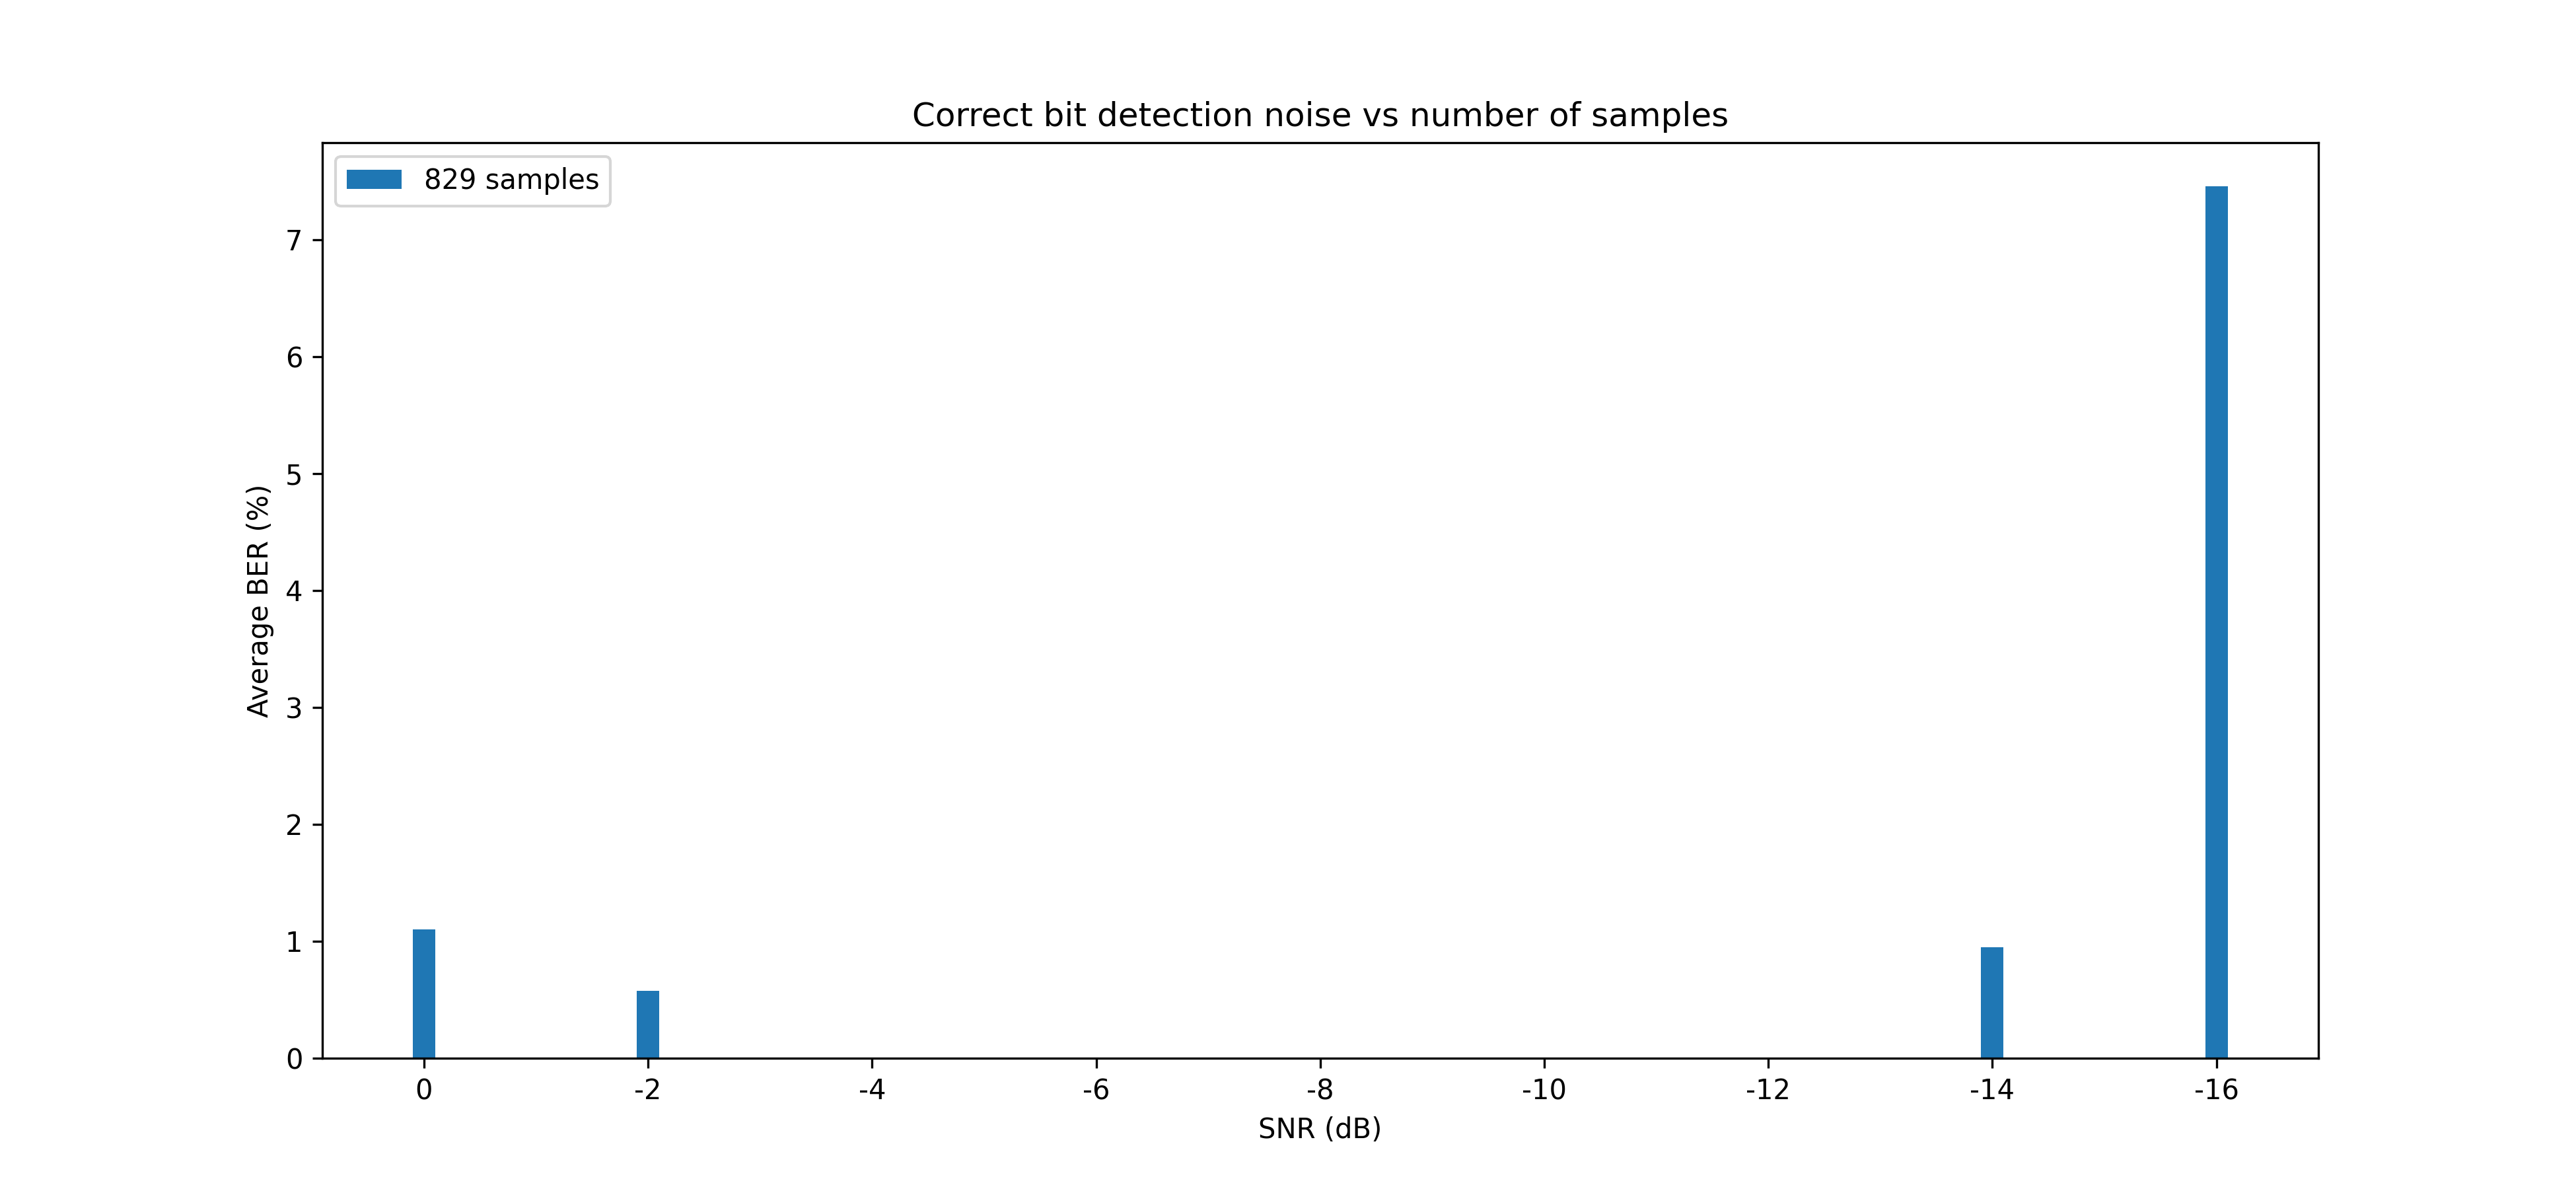 Correct bit detection noise vs number of samples
829 samples
Average BER (%)
7
6
5
4
3
2
1
0
0 -2 -4 -6 -8 -10 -12 -14 -16
SNR (dB)